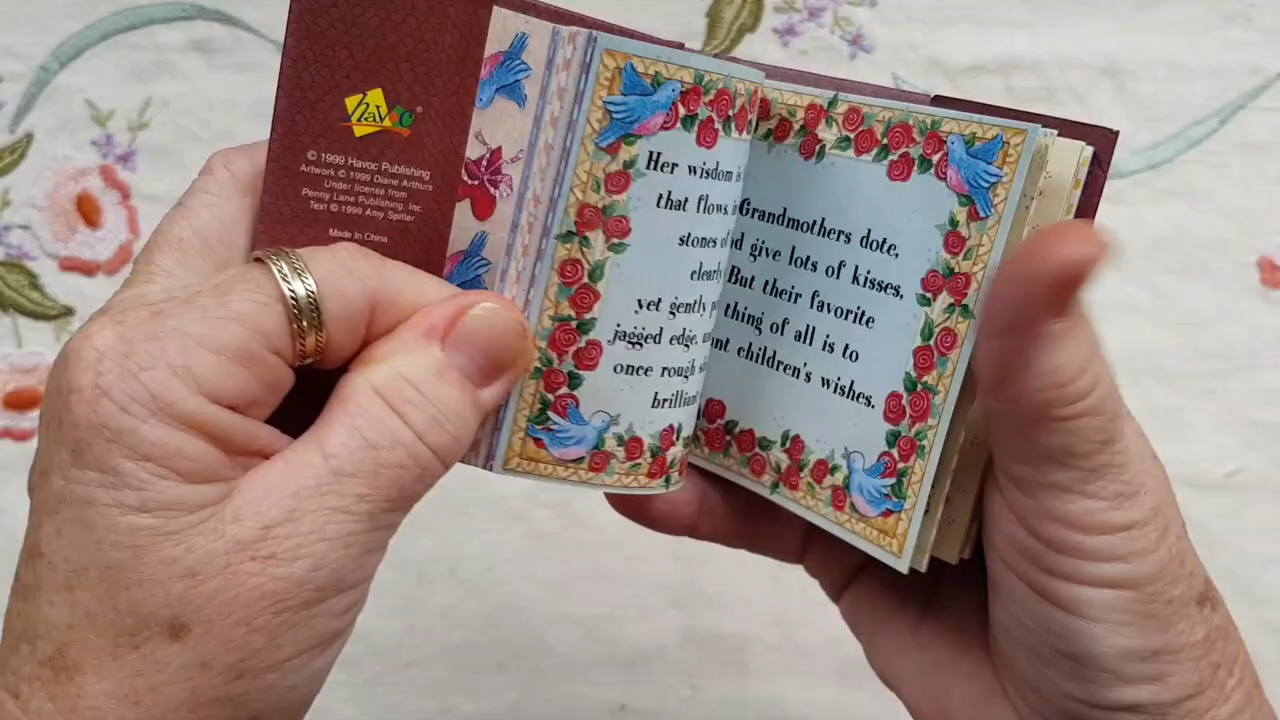 havoc
© 1999 Havoc Publishing
Artwork © 1999 Diane Arthurs
Under license from
Penny Lane Publishing, Inc.
Text © 1999 Amy Spitler
Made In China
Her wisdom is
that flows
stones
clearly
yet gently
jagged edge,
once rough
Grandmothers dote,
give lots of kisses,
But their favorite
thing of all is to
children's wishes.